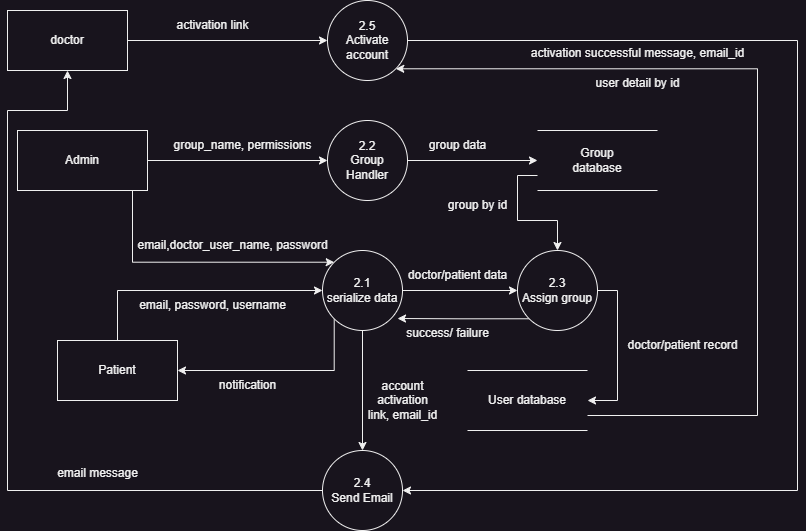 doctor
activation link
2.5
Activate
account
activation successful message, email_id
user detail by id
Admin
group_name, permissions
2.2
Group
Handler
group data
Group
database
group by id
email,doctor_user_name, password
2.1
serialize data
doctor/patient data
2.3
Assign group
email, password, username
success/ failure
doctor/patient record
Patient
notification
account
activation
link, email_id
User database
email message
2.4
Send Email